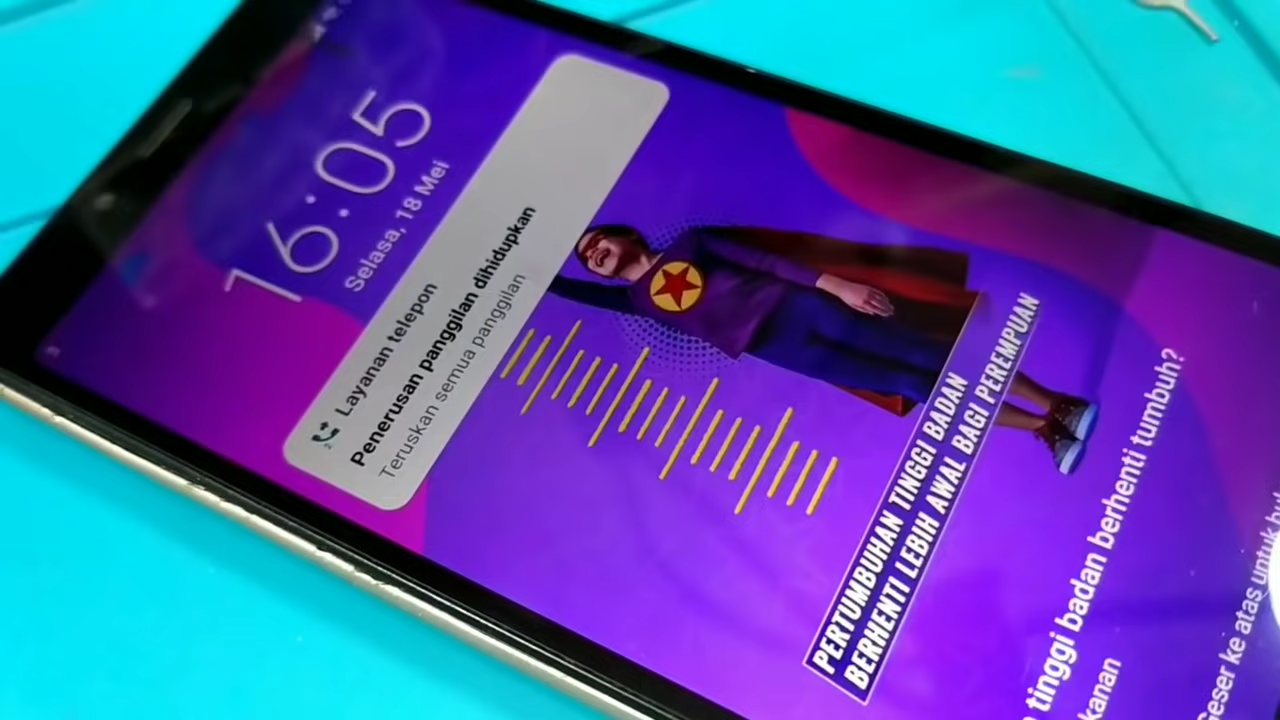 16:05
Selasa, 18 Mei
Layanan telepon
Penerusan panggilan dihidupkan
Teruskan semua panggilan
PERTUMBUHAN TINGGI BADAN
BERHENTI LEBIH AWAL BAGI PEREMPUAN
tinggi badan berhenti tumbuh?
kanan
Geser ke atas untuk